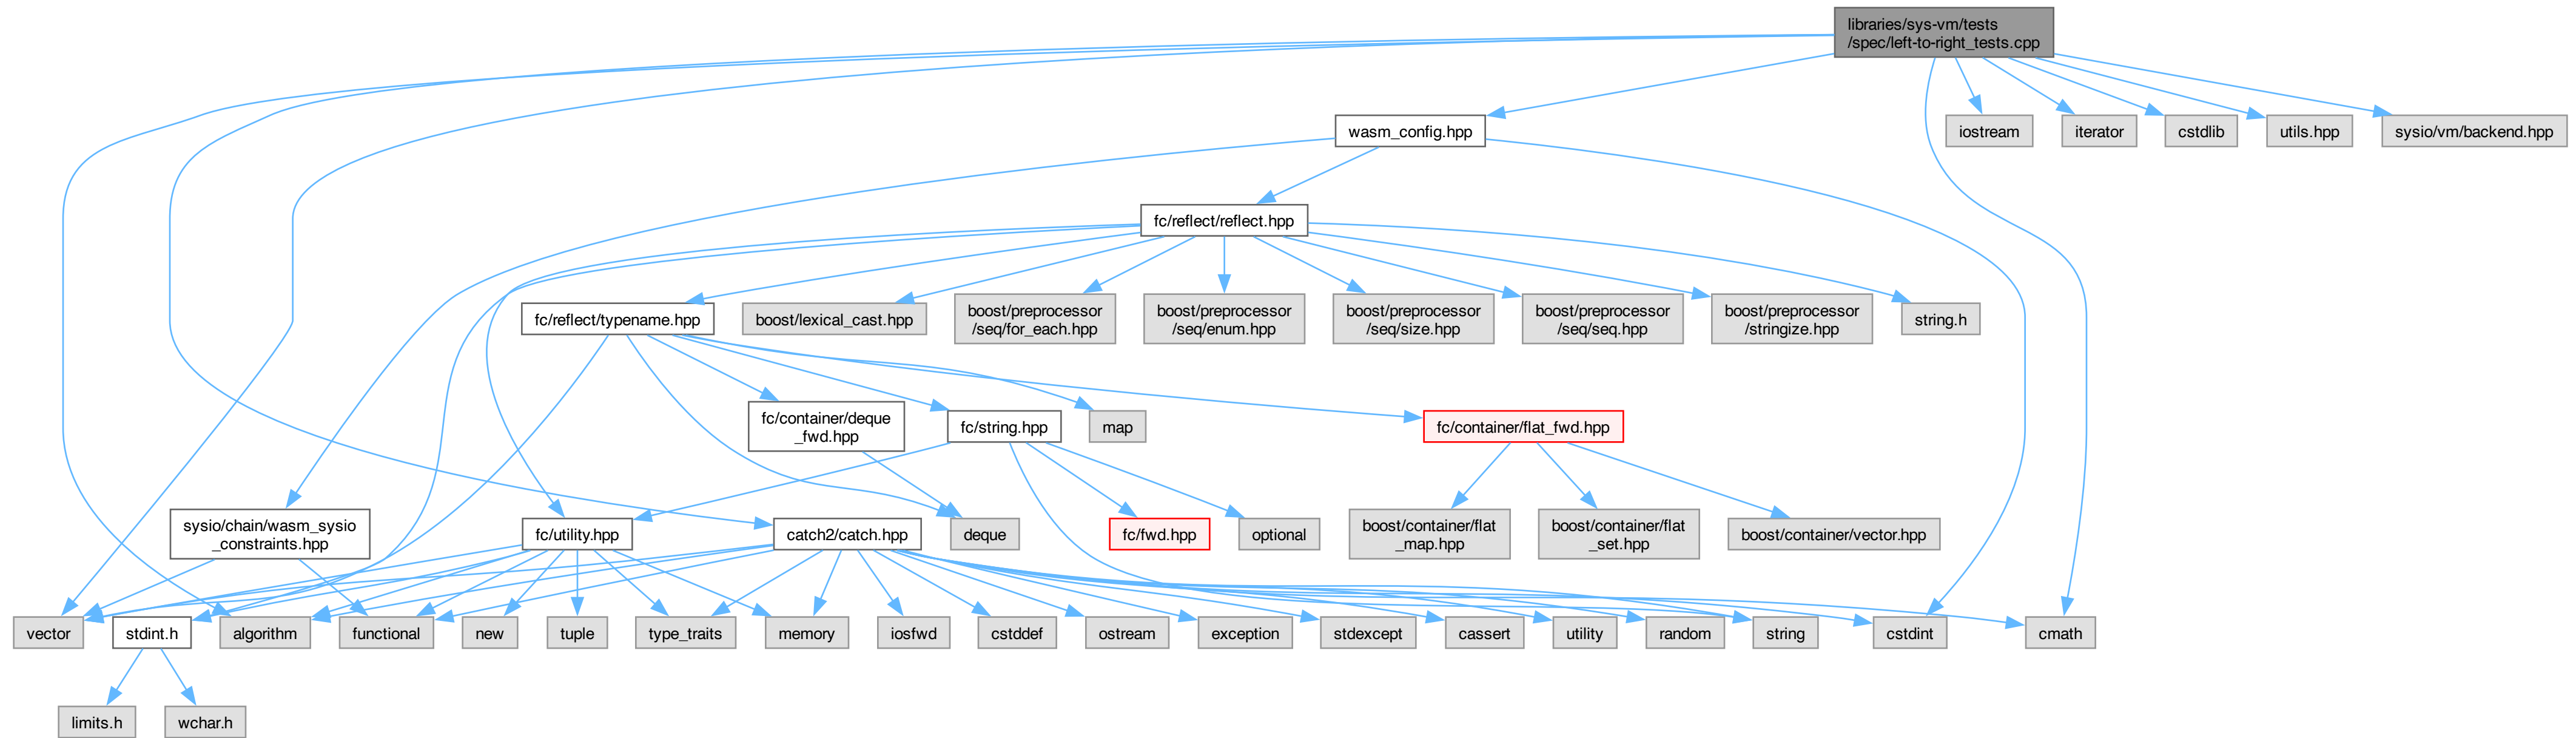 libraries/sys-vm/tests
/spec/left-to-right_tests.cpp
wasm_config.hpp
iostream
iterator
cstdlib
utils.hpp
sysio/vm/backend.hpp
fc/reflect/reflect.hpp
fc/reflect/typename.hpp
boost/lexical_cast.hpp
boost/preprocessor
/seq/for_each.hpp
boost/preprocessor
/seq/enum.hpp
boost/preprocessor
/seq/size.hpp
boost/preprocessor
/seq/seq.hpp
boost/preprocessor
/stringize.hpp
string.h
fc/container/deque
_fwd.hpp
fc/string.hpp
map
fc/container/flat_fwd.hpp
sysio/chain/wasm_sysio
_constraints.hpp
fc/utility.hpp
catch2/catch.hpp
deque
fc/fwd.hpp
optional
boost/container/flat
_map.hpp
boost/container/flat
_set.hpp
boost/container/vector.hpp
vector
stdint.h
algorithm
functional
new
tuple
type_traits
memory
iosfwd
cstddef
ostream
exception
stdexcept
cassert
utility
random
string
cstdint
cmath
limits.h
wchar.h